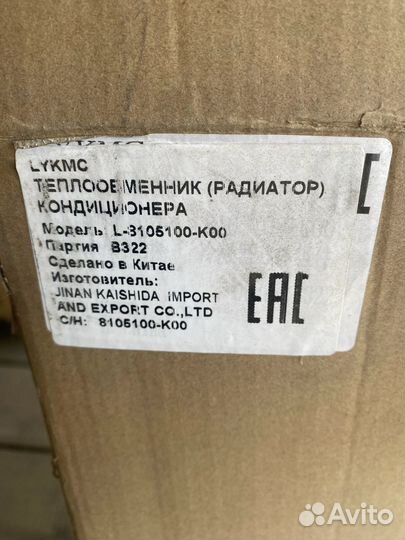 LYKMC
ТЕПЛООБМЕННИК (РАДИАТОР)
КОНДИЦИОНЕРА
Модель: L-8105100-K00
Партия B322
Сделано в Китае
Изготовитель:
JINAN KAISHIDA IMPORT
AND EXPORT CO.,LTD
С/Н: 8105100-K00
EAC
Avito